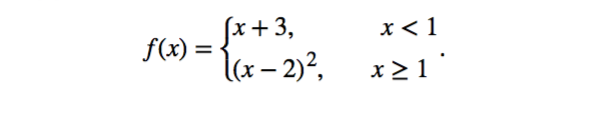 f(x) = { x + 3, x < 1
(x − 2)², x ≥ 1 .